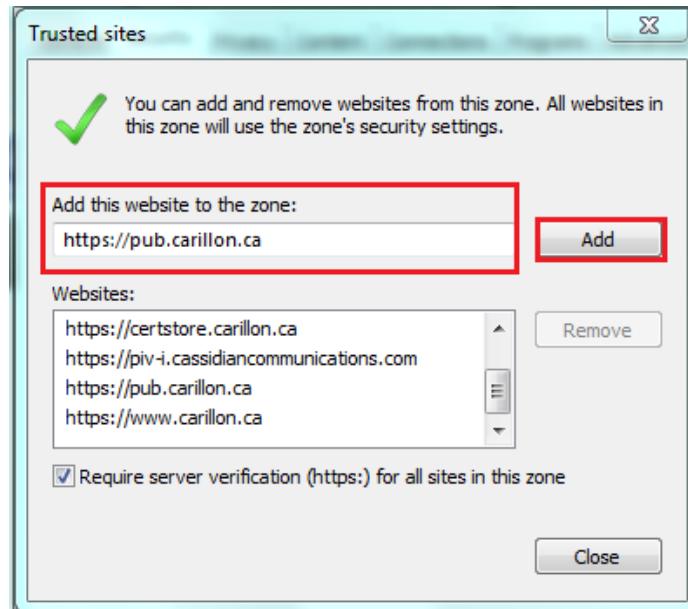 Trusted sites
You can add and remove websites from this zone. All websites in
this zone will use the zone's security settings.
Add this website to the zone:
https://pub.carillon.ca
Add
Websites:
https://certstore.carillon.ca
https://piv-i.cassidiancommunications.com
https://pub.carillon.ca
https://www.carillon.ca
Remove
Require server verification (https:) for all sites in this zone
Close